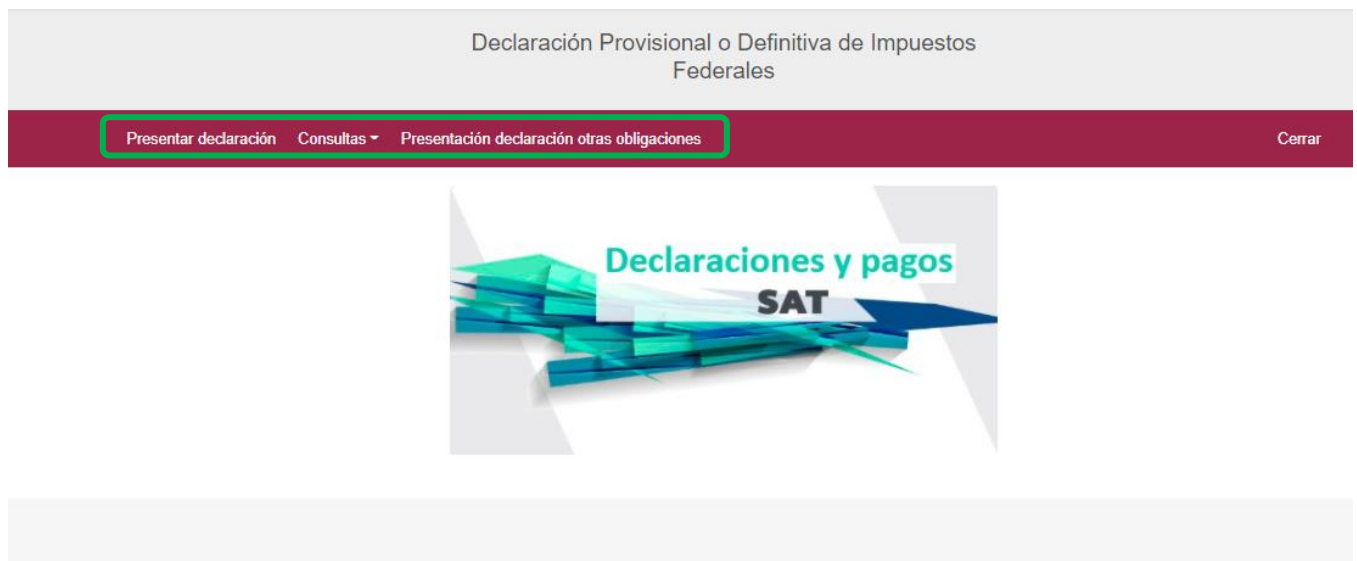 Declaración Provisional o Definitiva de Impuestos
Federales
Presentar declaración Consultas Presentación declaración otras obligaciones Cerrar
Declaraciones y pagos
SAT